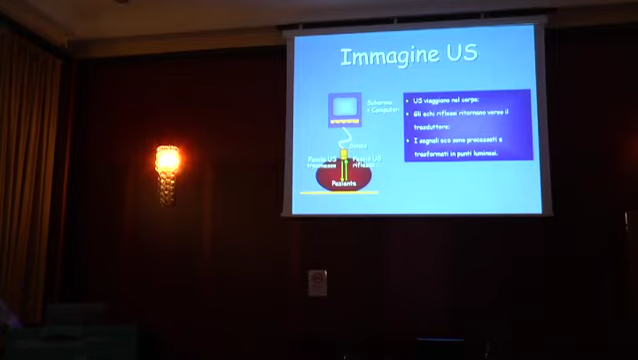 Immagine US
Schermo
+ Computer
• US viaggiano nel corpo;
• Gli echi riflessi ritornano verso il
trasduttore;
• I segnali eco sono processati e
trasformati in punti luminosi.
Sonda
Fascio US
trasmesso
Fascio US
riflesso
Paziente